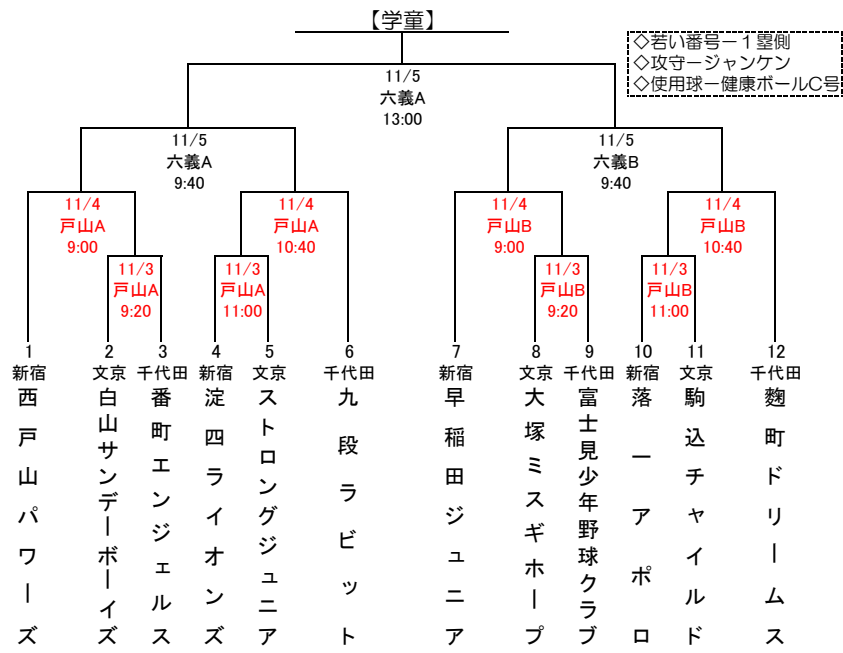 【学童】
◇若い番号－１塁側
◇攻守－ジャンケン
◇使用球－健康ボールC号
11/5
六義A
13:00
11/5
六義A
9:40
11/5
六義B
9:40
11/4
戸山A
9:00
11/4
戸山A
10:40
11/4
戸山B
9:00
11/4
戸山B
10:40
11/3
戸山A
9:20
11/3
戸山A
11:00
11/3
戸山B
9:20
11/3
戸山B
11:00
1
新宿
西戸山パワーズ
2
文京
白山サンデーボーイズ
3
千代田
番町エンジェルス
4
新宿
淀四ライオンズ
5
文京
ストロングジュニア
6
千代田
九段ラビット
7
新宿
早稲田ジュニア
8
文京
大塚ミスギホープ
9
千代田
富士見少年野球クラブ
10
新宿
落一アポロ
11
文京
駒込チャイルド
12
千代田
麴町ドリームス